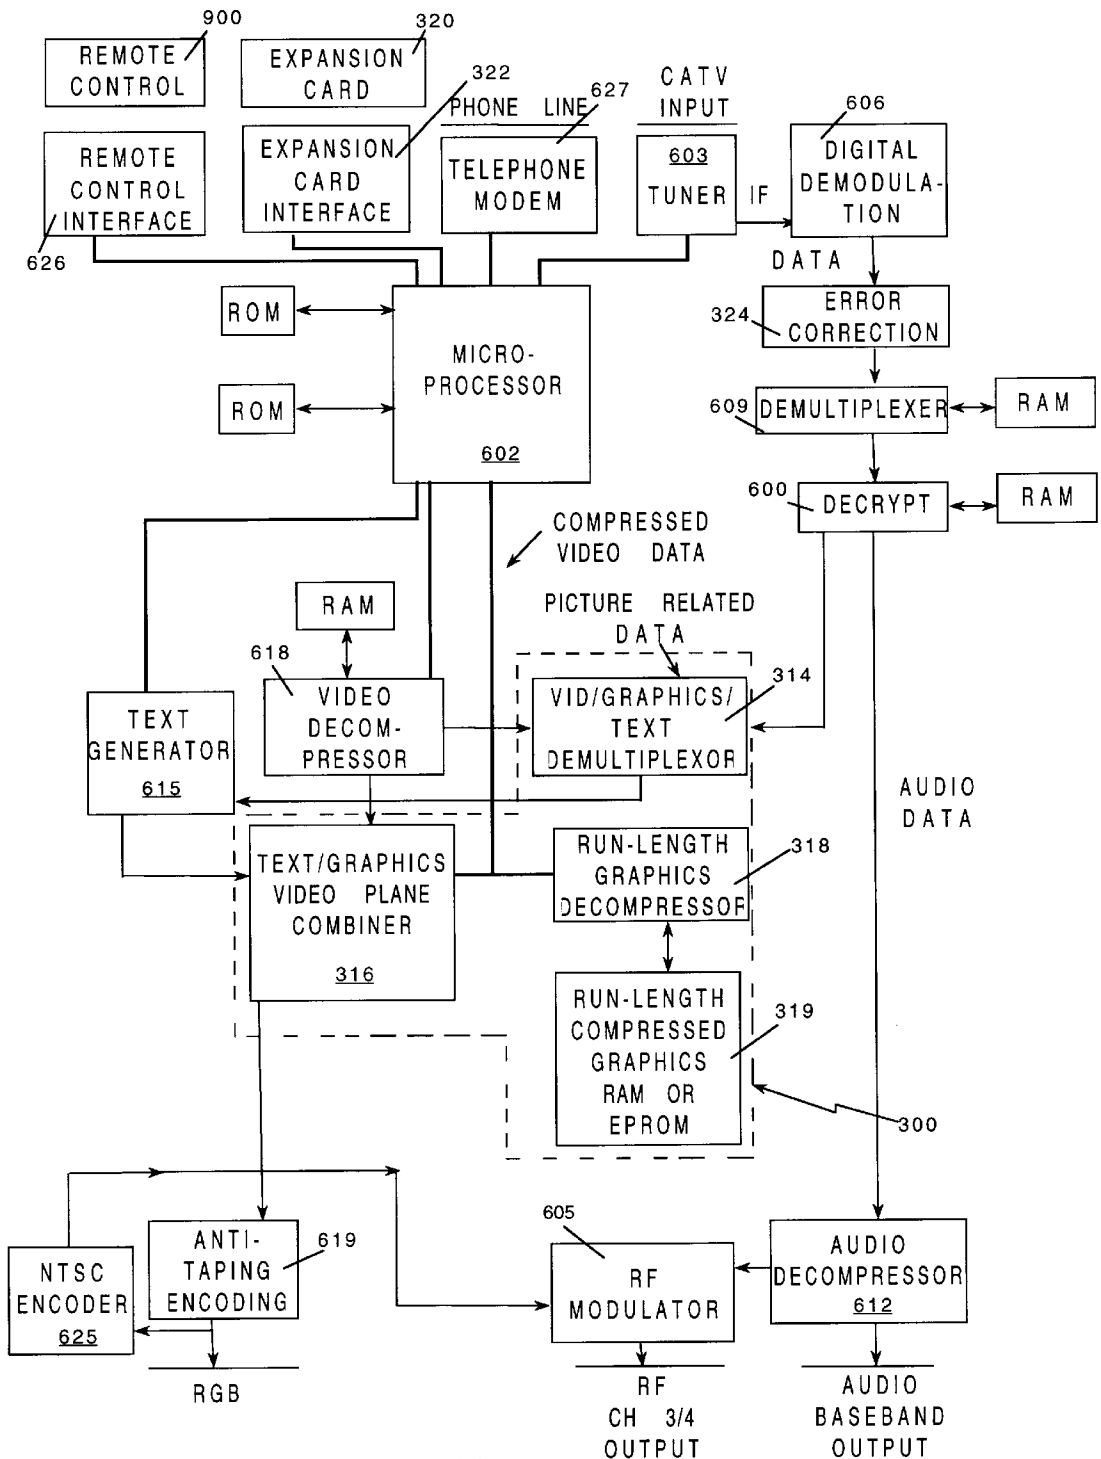 900
REMOTE
CONTROL
320
EXPANSION
CARD
REMOTE
CONTROL
INTERFACE
626
322
EXPANSION
CARD
INTERFACE
PHONE LINE
627
TELEPHONE
MODEM
CATV
INPUT
603
TUNER
IF
606
DIGITAL
DEMODULA-
TION
DATA
ROM
ROM
MICRO-
PROCESSOR
602
324
ERROR
CORRECTION
609
DEMULTIPLEXER
RAM
600
DECRYPT
RAM
COMPRESSED
VIDEO DATA
RAM
PICTURE RELATED
DATA
618
VIDEO
DECOM-
PRESSOR
VID/GRAPHICS/
TEXT
DEMULTIPLEXOR
314
TEXT
GENERATOR
615
AUDIO
DATA
TEXT/GRAPHICS
VIDEO PLANE
COMBINER
316
RUN-LENGTH
GRAPHICS
DECOMPRESSOR
318
RUN-LENGTH
COMPRESSED
GRAPHICS
RAM OR
EPROM
319
300
NTSC
ENCODER
625
ANTI-
TAPING
ENCODING
619
RGB
605
RF
MODULATOR
AUDIO
DECOMPRESSOR
612
RF
CH 3/4
OUTPUT
AUDIO
BASEBAND
OUTPUT